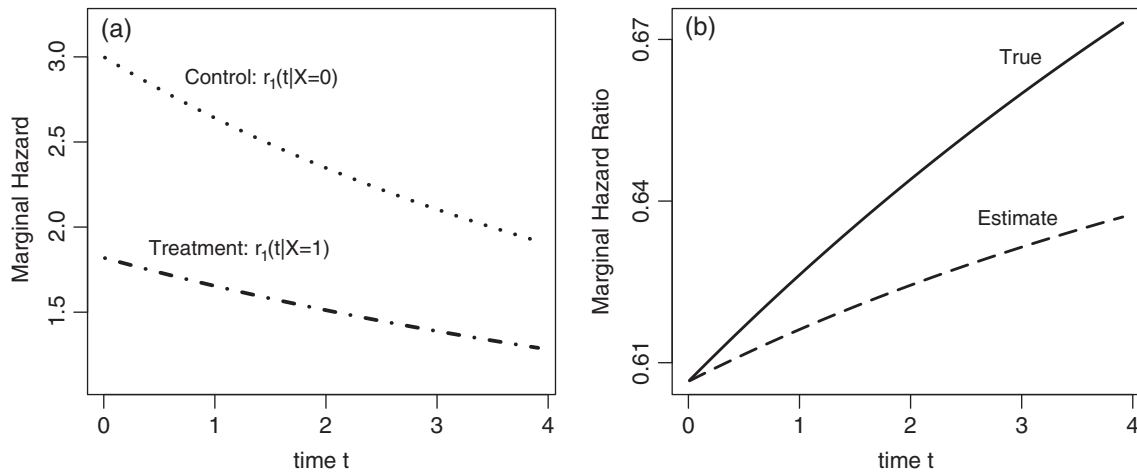 (a)
Control: r₁(t|X=0)
Treatment: r₁(t|X=1)
Marginal Hazard
3.0
2.5
2.0
1.5
0 1 2 3 4
time t
(b)
True
Estimate
Marginal Hazard Ratio
0.67
0.64
0.61
0 1 2 3 4
time t